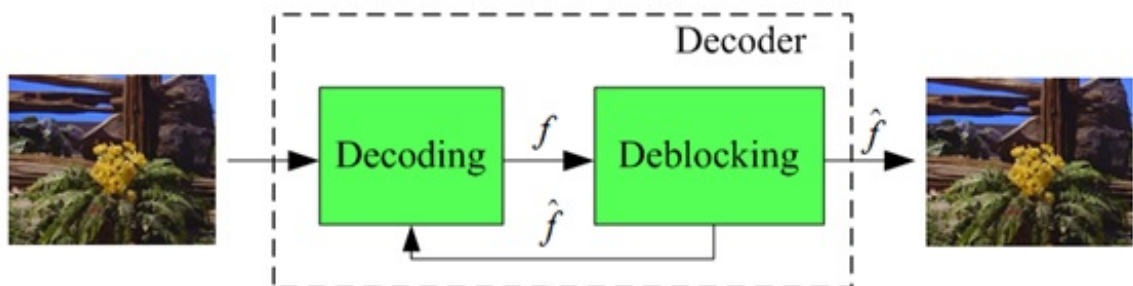 Decoder
Decoding
f
Deblocking
f̂
f̂